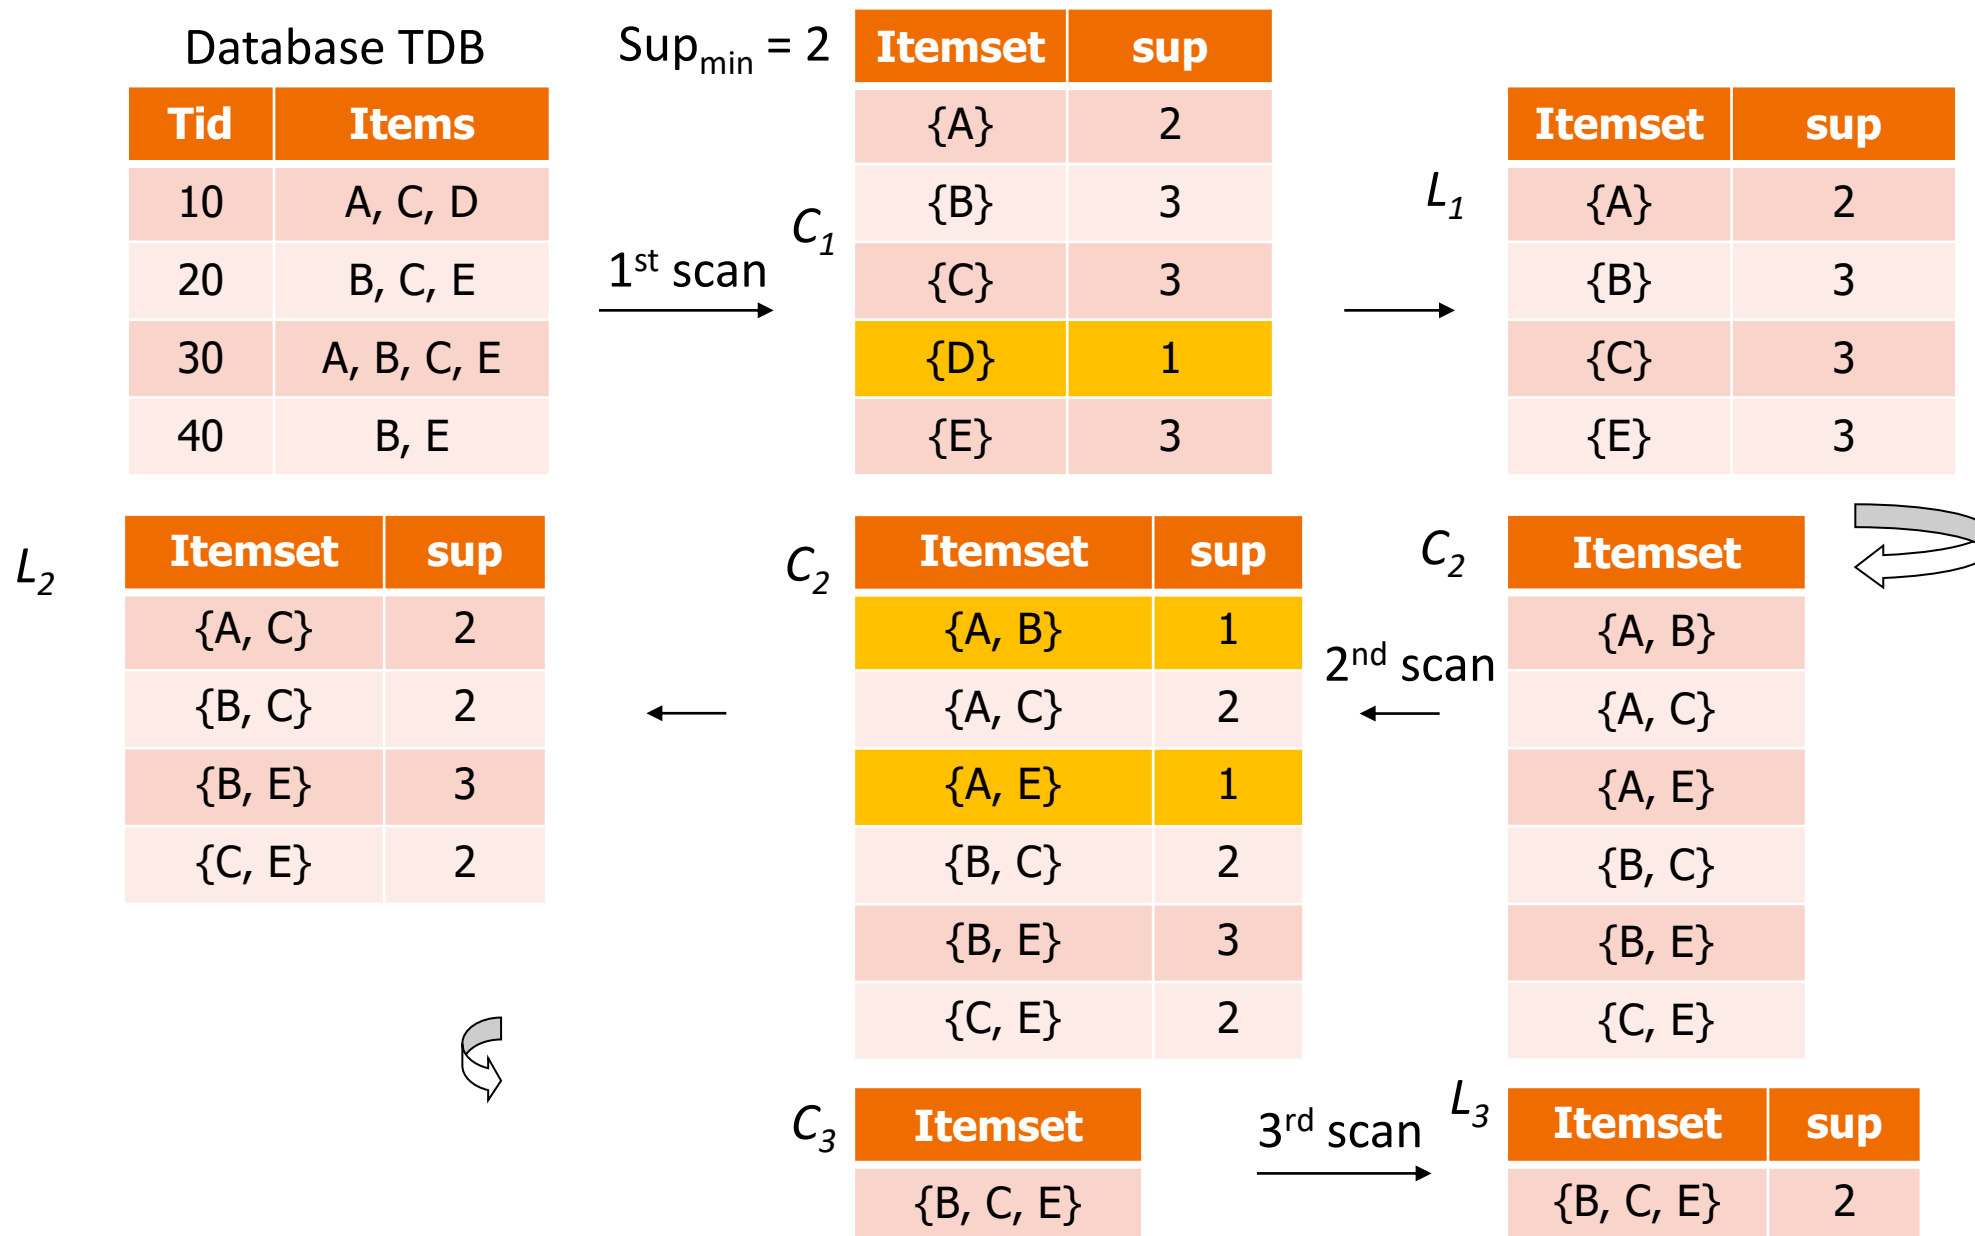 Database TDB
Tid Items
10 A, C, D
20 B, C, E
30 A, B, C, E
40 B, E
1st scan
Supmin = 2
C1
Itemset sup
{A} 2
{B} 3
{C} 3
{D} 1
{E} 3
L1
Itemset sup
{A} 2
{B} 3
{C} 3
{E} 3
C2
Itemset
{A, B}
{A, C}
{A, E}
{B, C}
{B, E}
{C, E}
2nd scan
C2
Itemset sup
{A, B} 1
{A, C} 2
{A, E} 1
{B, C} 2
{B, E} 3
{C, E} 2
L2
Itemset sup
{A, C} 2
{B, C} 2
{B, E} 3
{C, E} 2
C3
Itemset
{B, C, E}
3rd scan
L3
Itemset sup
{B, C, E} 2